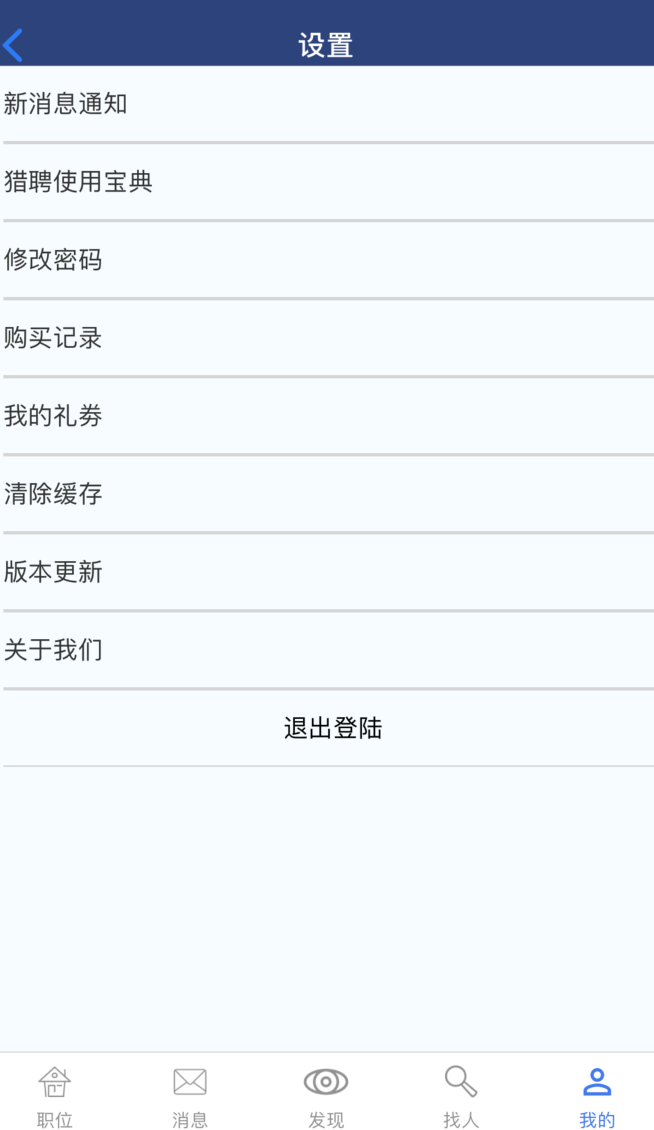 设置
新消息通知
猎聘使用宝典
修改密码
购买记录
我的礼券
清除缓存
版本更新
关于我们
退出登陆
职位
消息
发现
找人
我的